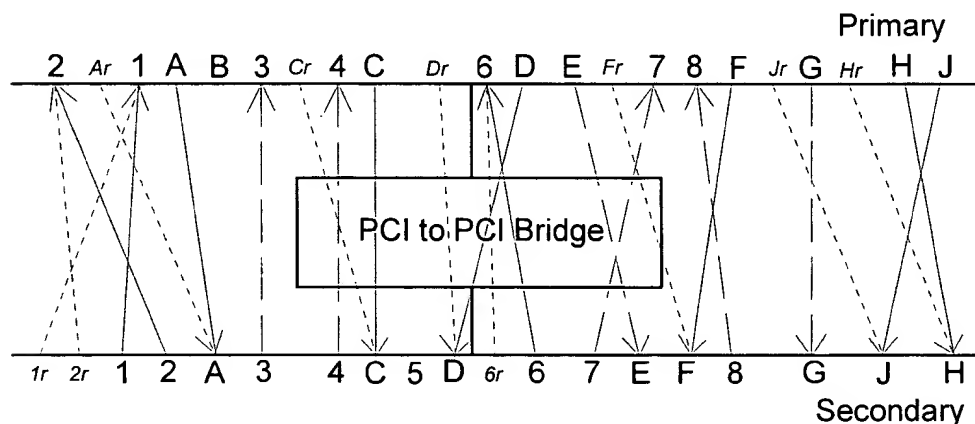 Primary
2 Ar 1 A B 3 Cr 4 C Dr 6 D E Fr 7 8 F Jr G Hr H J
PCI to PCI Bridge
1r 2r 1 2 A 3 4 C 5 D 6r 6 7 E F 8 G J H
Secondary